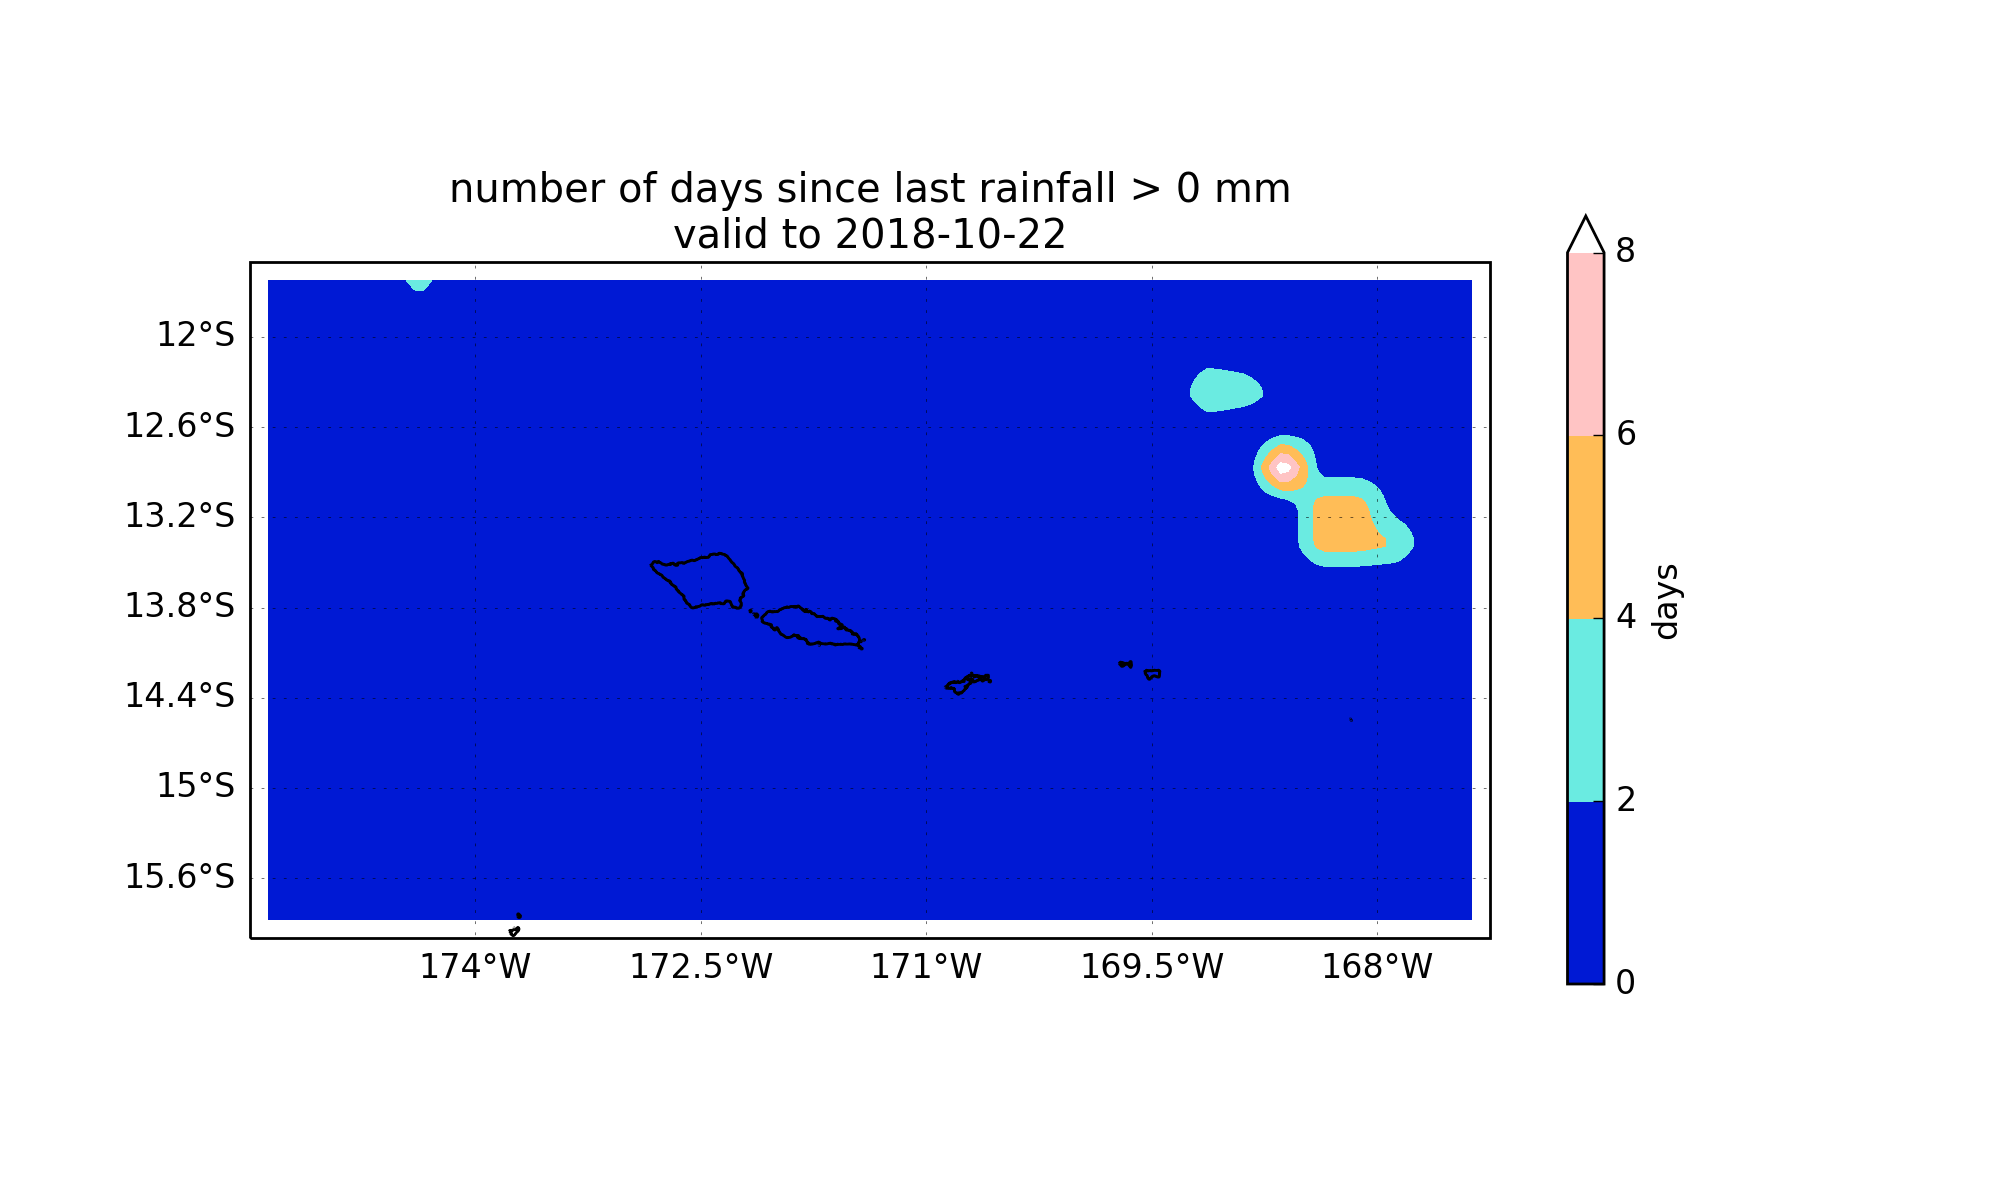 number of days since last rainfall > 0 mm
valid to 2018-10-22
12°S
12.6°S
13.2°S
13.8°S
14.4°S
15°S
15.6°S
174°W 172.5°W 171°W 169.5°W 168°W
8
6
4
2
0
days